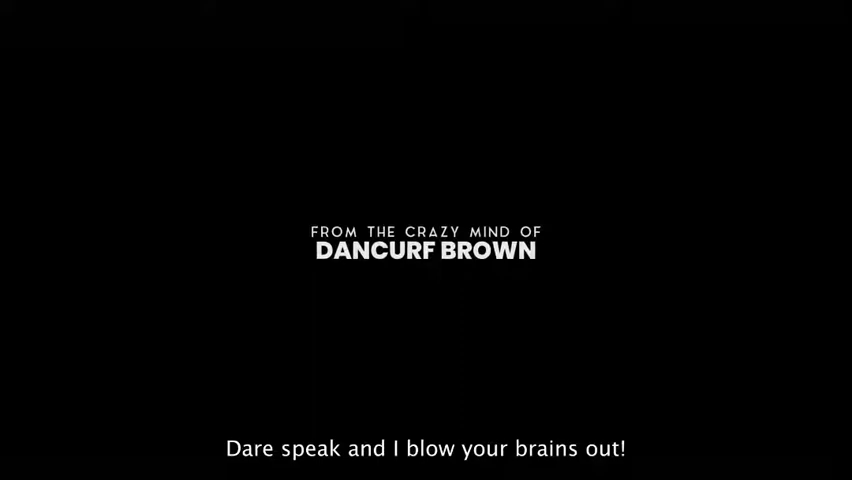 FROM THE CRAZY MIND OF
DANCURF BROWN
Dare speak and I blow your brains out!